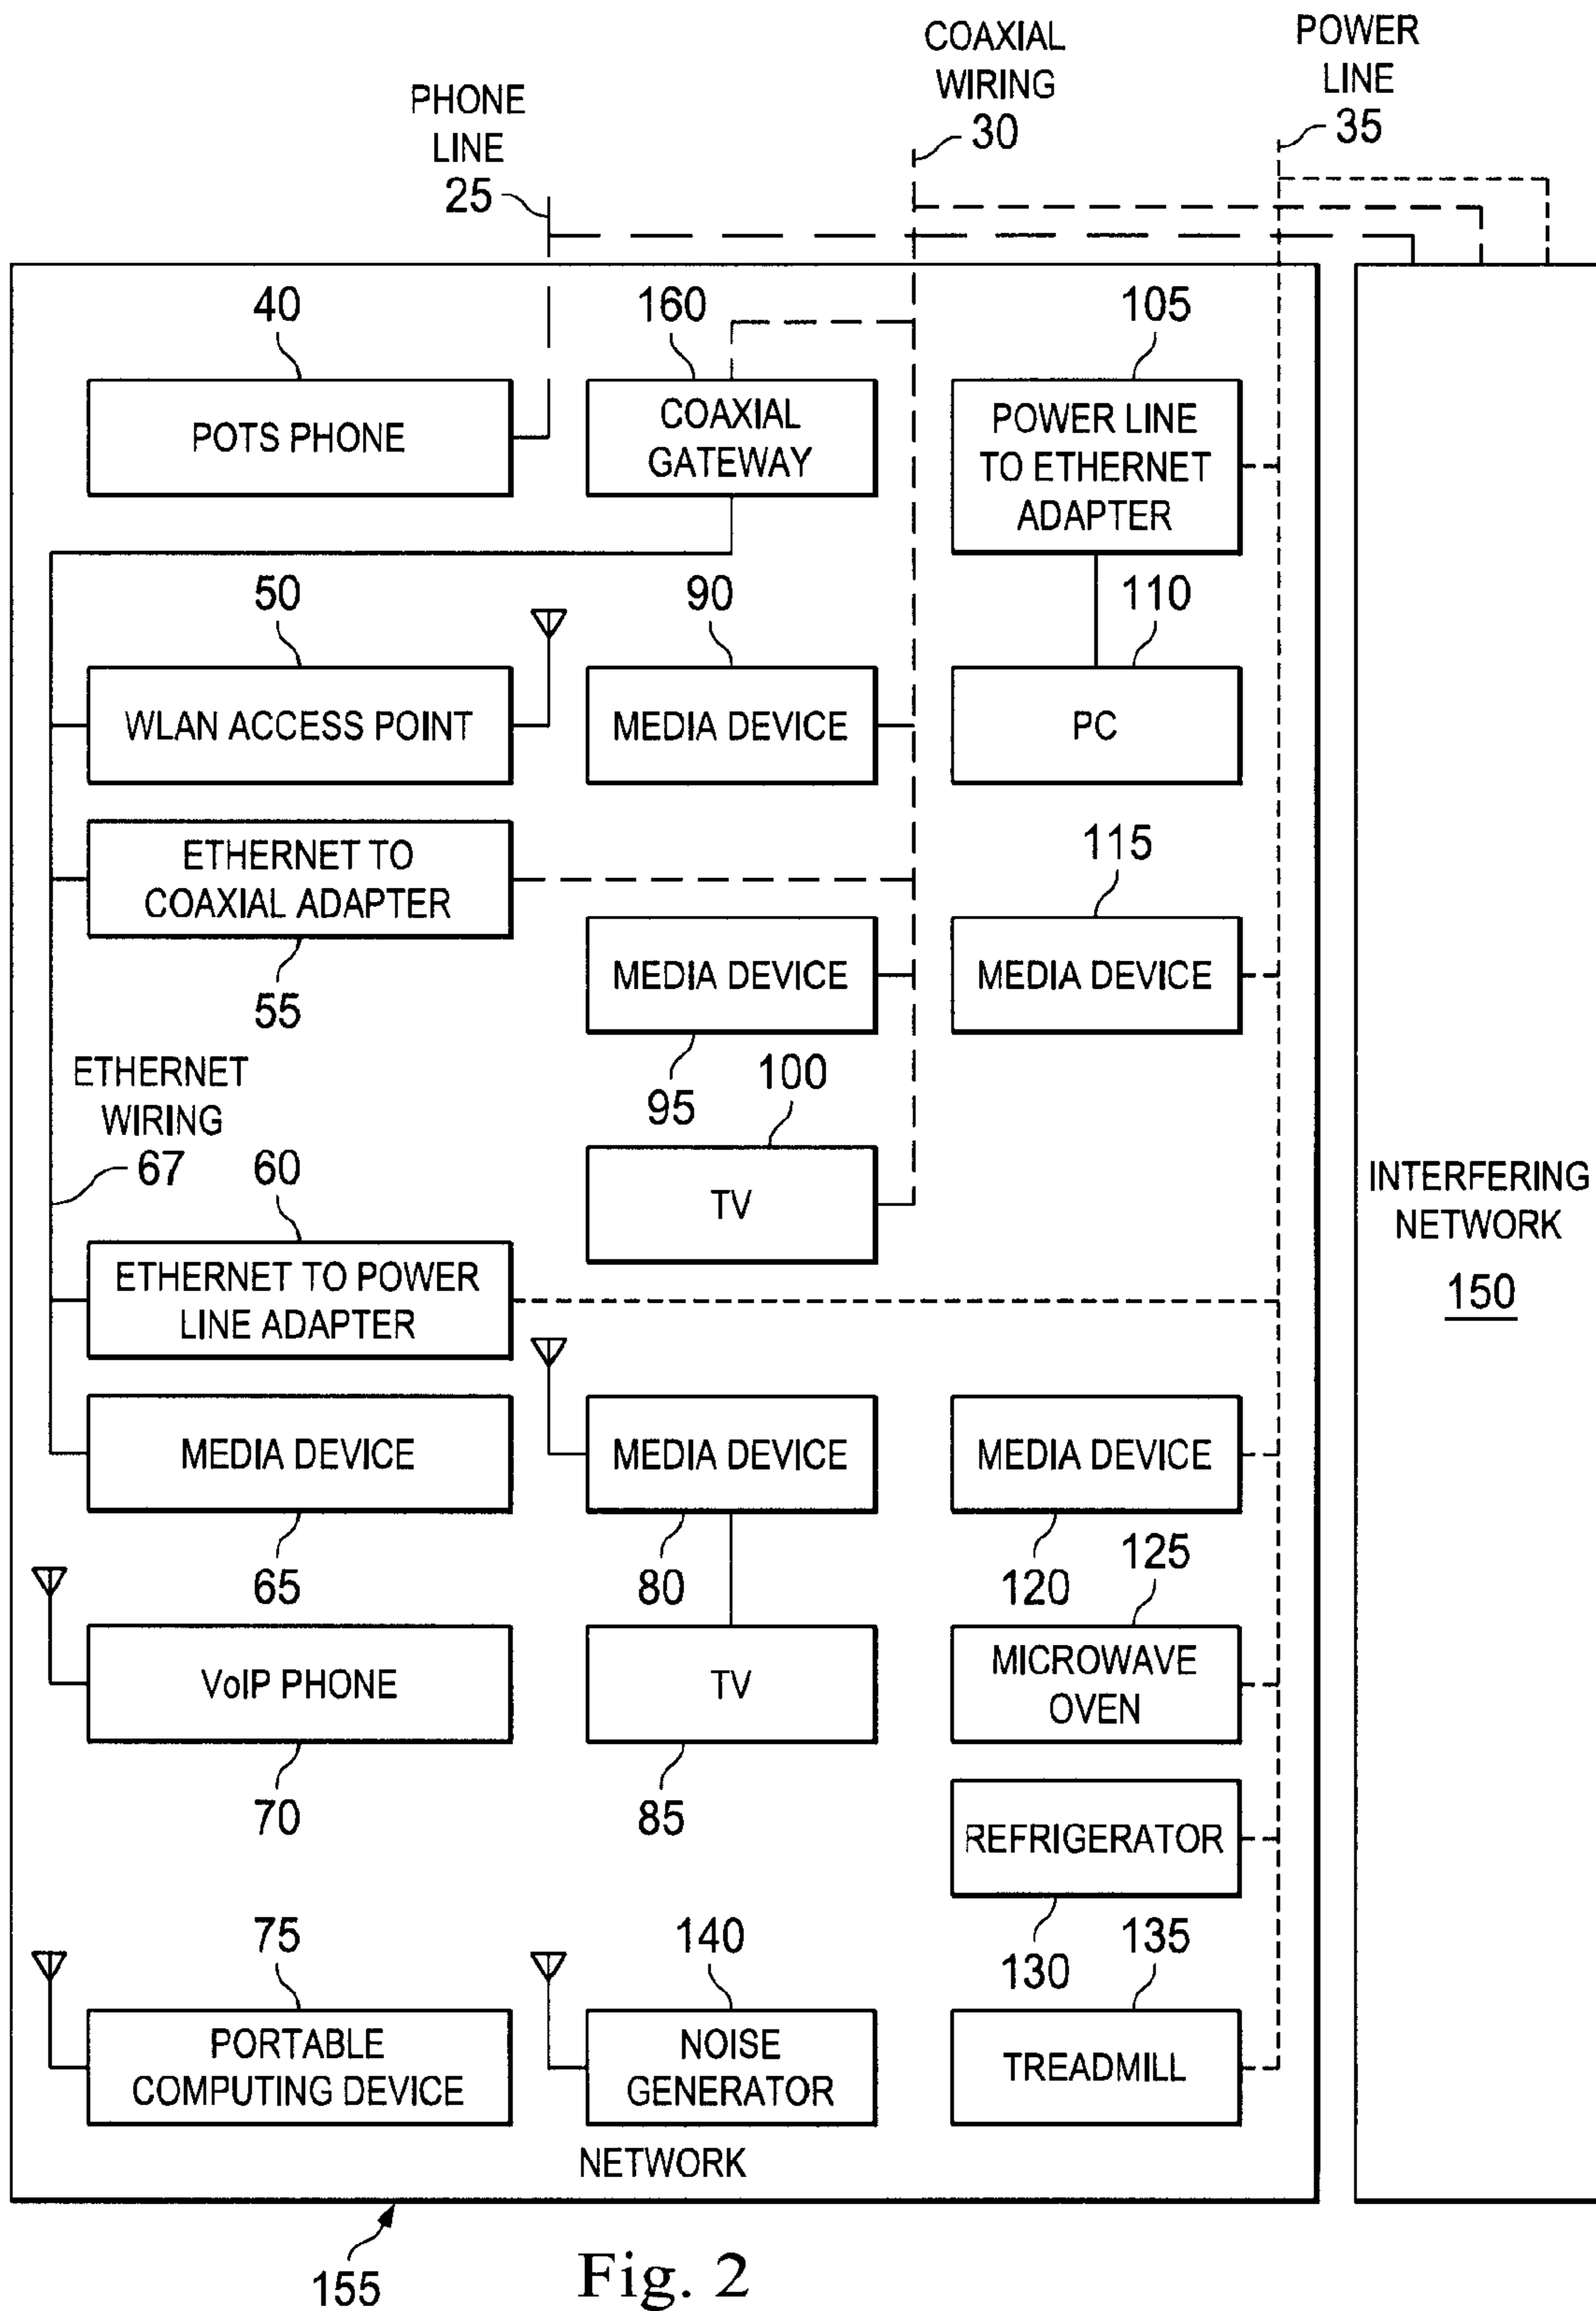 COAXIAL
WIRING
30
POWER
LINE
35
PHONE
LINE
25
40
POTS PHONE
160
COAXIAL
GATEWAY
105
POWER LINE
TO ETHERNET
ADAPTER
50
WLAN ACCESS POINT
90
MEDIA DEVICE
110
PC
ETHERNET TO
COAXIAL ADAPTER
55
MEDIA DEVICE
95
115
MEDIA DEVICE
ETHERNET
WIRING
67
100
TV
60
ETHERNET TO POWER
LINE ADAPTER
INTERFERING
NETWORK
150
MEDIA DEVICE
65
MEDIA DEVICE
80
MEDIA DEVICE
120
VoIP PHONE
70
TV
85
125
MICROWAVE
OVEN
REFRIGERATOR
130
75
PORTABLE
COMPUTING DEVICE
140
NOISE
GENERATOR
135
TREADMILL
NETWORK
155
Fig. 2